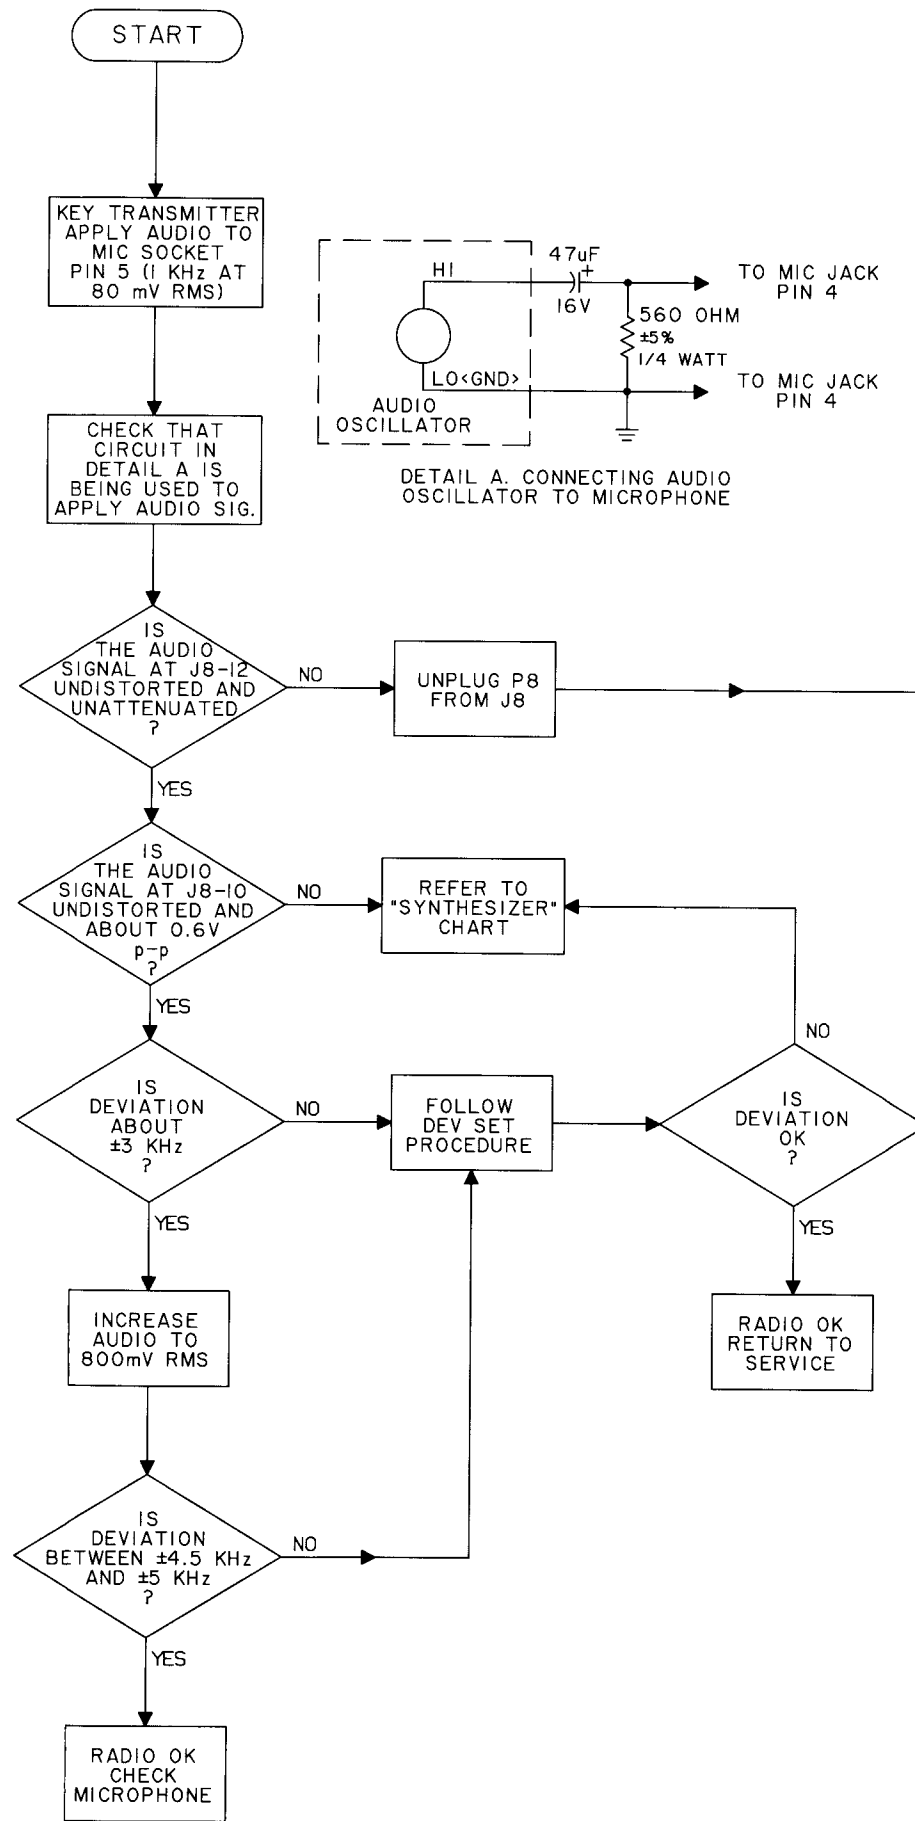 START
KEY TRANSMITTER
APPLY AUDIO TO
MIC SOCKET
PIN 5 (1 KHz AT
80 mV RMS)
HI
47uF
+
16V
TO MIC JACK
PIN 4
560 OHM
±5%
1/4 WATT
LO<GND>
TO MIC JACK
PIN 4
AUDIO
OSCILLATOR
DETAIL A. CONNECTING AUDIO
OSCILLATOR TO MICROPHONE
CHECK THAT
CIRCUIT IN
DETAIL A IS
BEING USED TO
APPLY AUDIO SIG.
IS
THE AUDIO
SIGNAL AT J8-12
UNDISTORTED AND
UNATTENUATED
?
NO
UNPLUG P8
FROM J8
YES
IS
THE AUDIO
SIGNAL AT J8-10
UNDISTORTED AND
ABOUT 0.6V
p-p
?
NO
REFER TO
"SYNTHESIZER"
CHART
YES
NO
IS
DEVIATION
ABOUT
±3 KHz
?
NO
FOLLOW
DEV SET
PROCEDURE
IS
DEVIATION
OK
?
YES
YES
INCREASE
AUDIO TO
800mV RMS
RADIO OK
RETURN TO
SERVICE
IS
DEVIATION
BETWEEN ±4.5 KHz
AND ±5 KHz
?
NO
YES
RADIO OK
CHECK
MICROPHONE